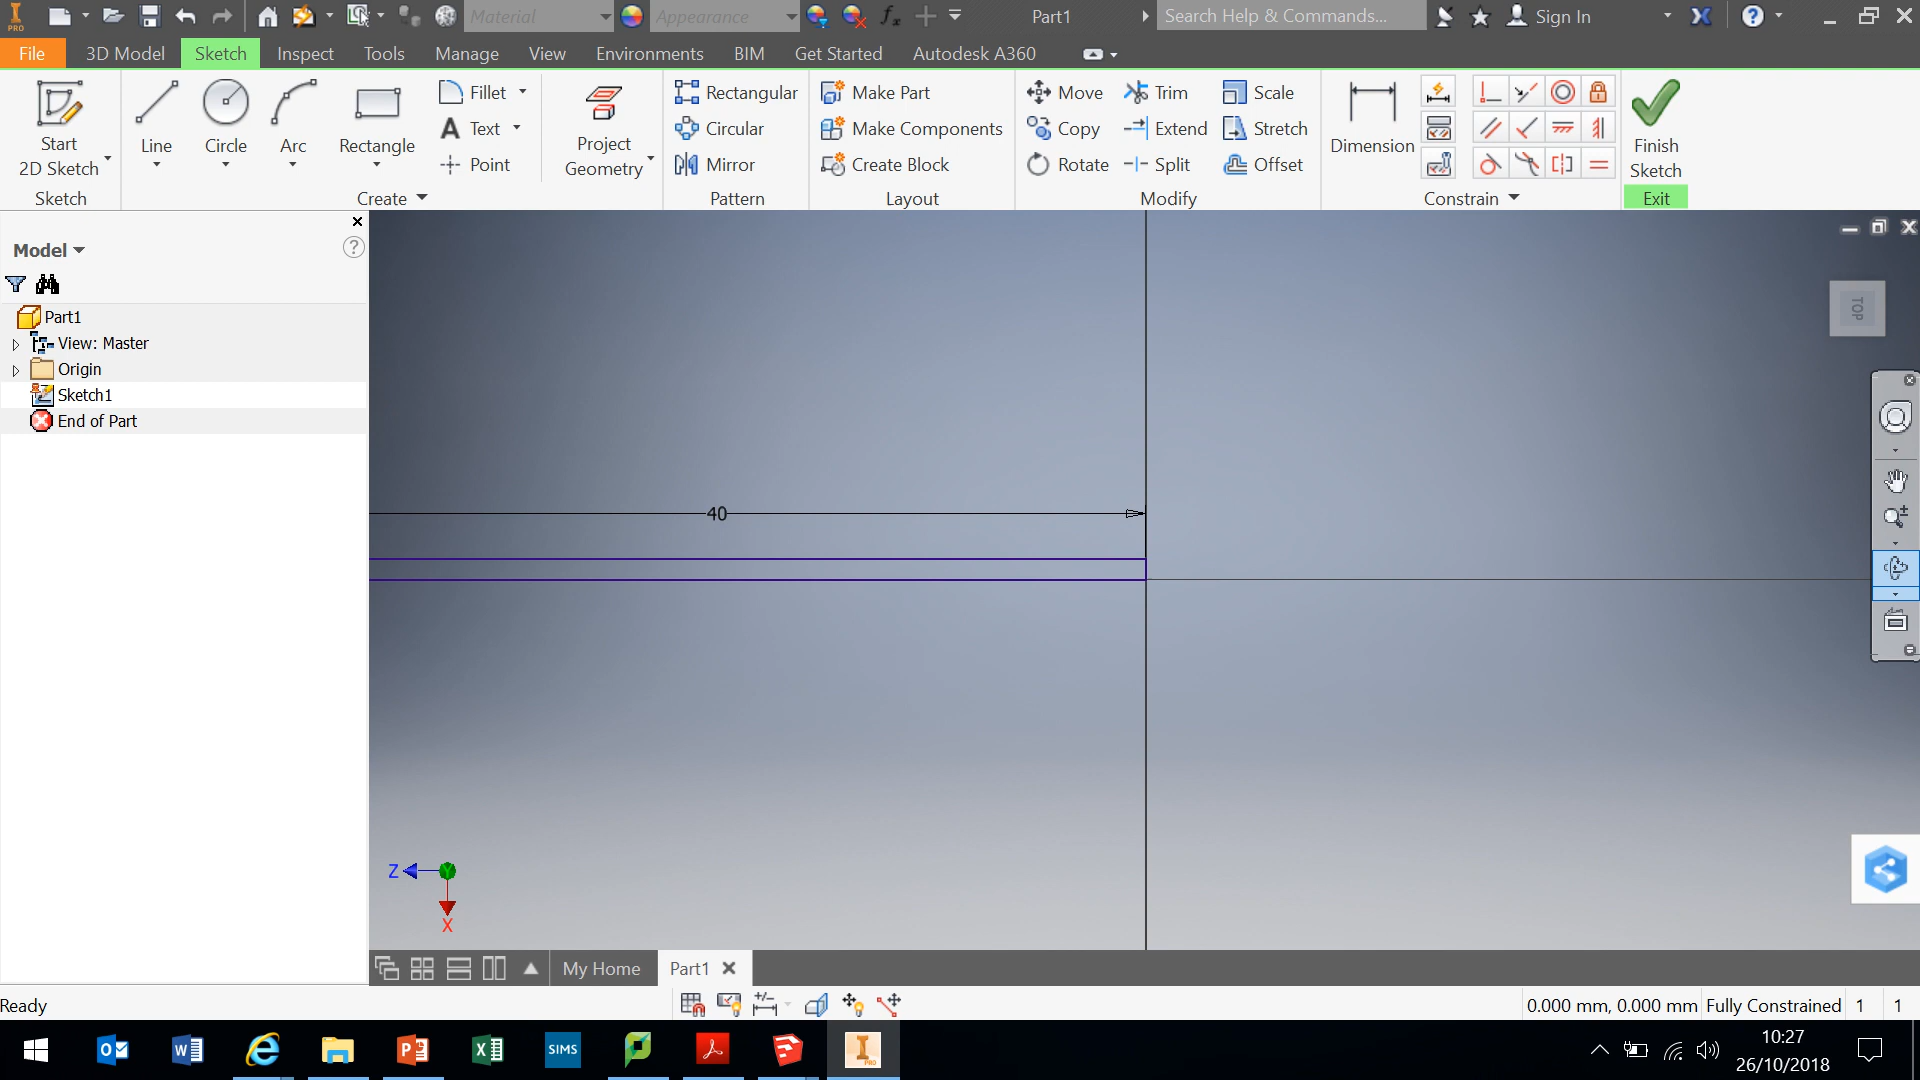 PRO
Material
Appearance
fx
Part1
Search Help & Commands...
Sign In
File
3D Model
Sketch
Inspect
Tools
Manage
View
Environments
BIM
Get Started
Autodesk A360
Start
2D Sketch
Line
Circle
Arc
Rectangle
Fillet
Text
Point
Project
Geometry
Rectangular
Circular
Mirror
Make Part
Make Components
Create Block
Move
Copy
Rotate
Trim
Extend
Split
Scale
Stretch
Offset
Dimension
Finish
Sketch
Sketch
Create
Pattern
Layout
Modify
Constrain
Exit
Model
Part1
View: Master
Origin
Sketch1
End of Part
TOP
40
Z
Y
X
My Home
Part1
Ready
0.000 mm, 0.000 mm
Fully Constrained
1
1
SIMS
PRO
10:27
26/10/2018